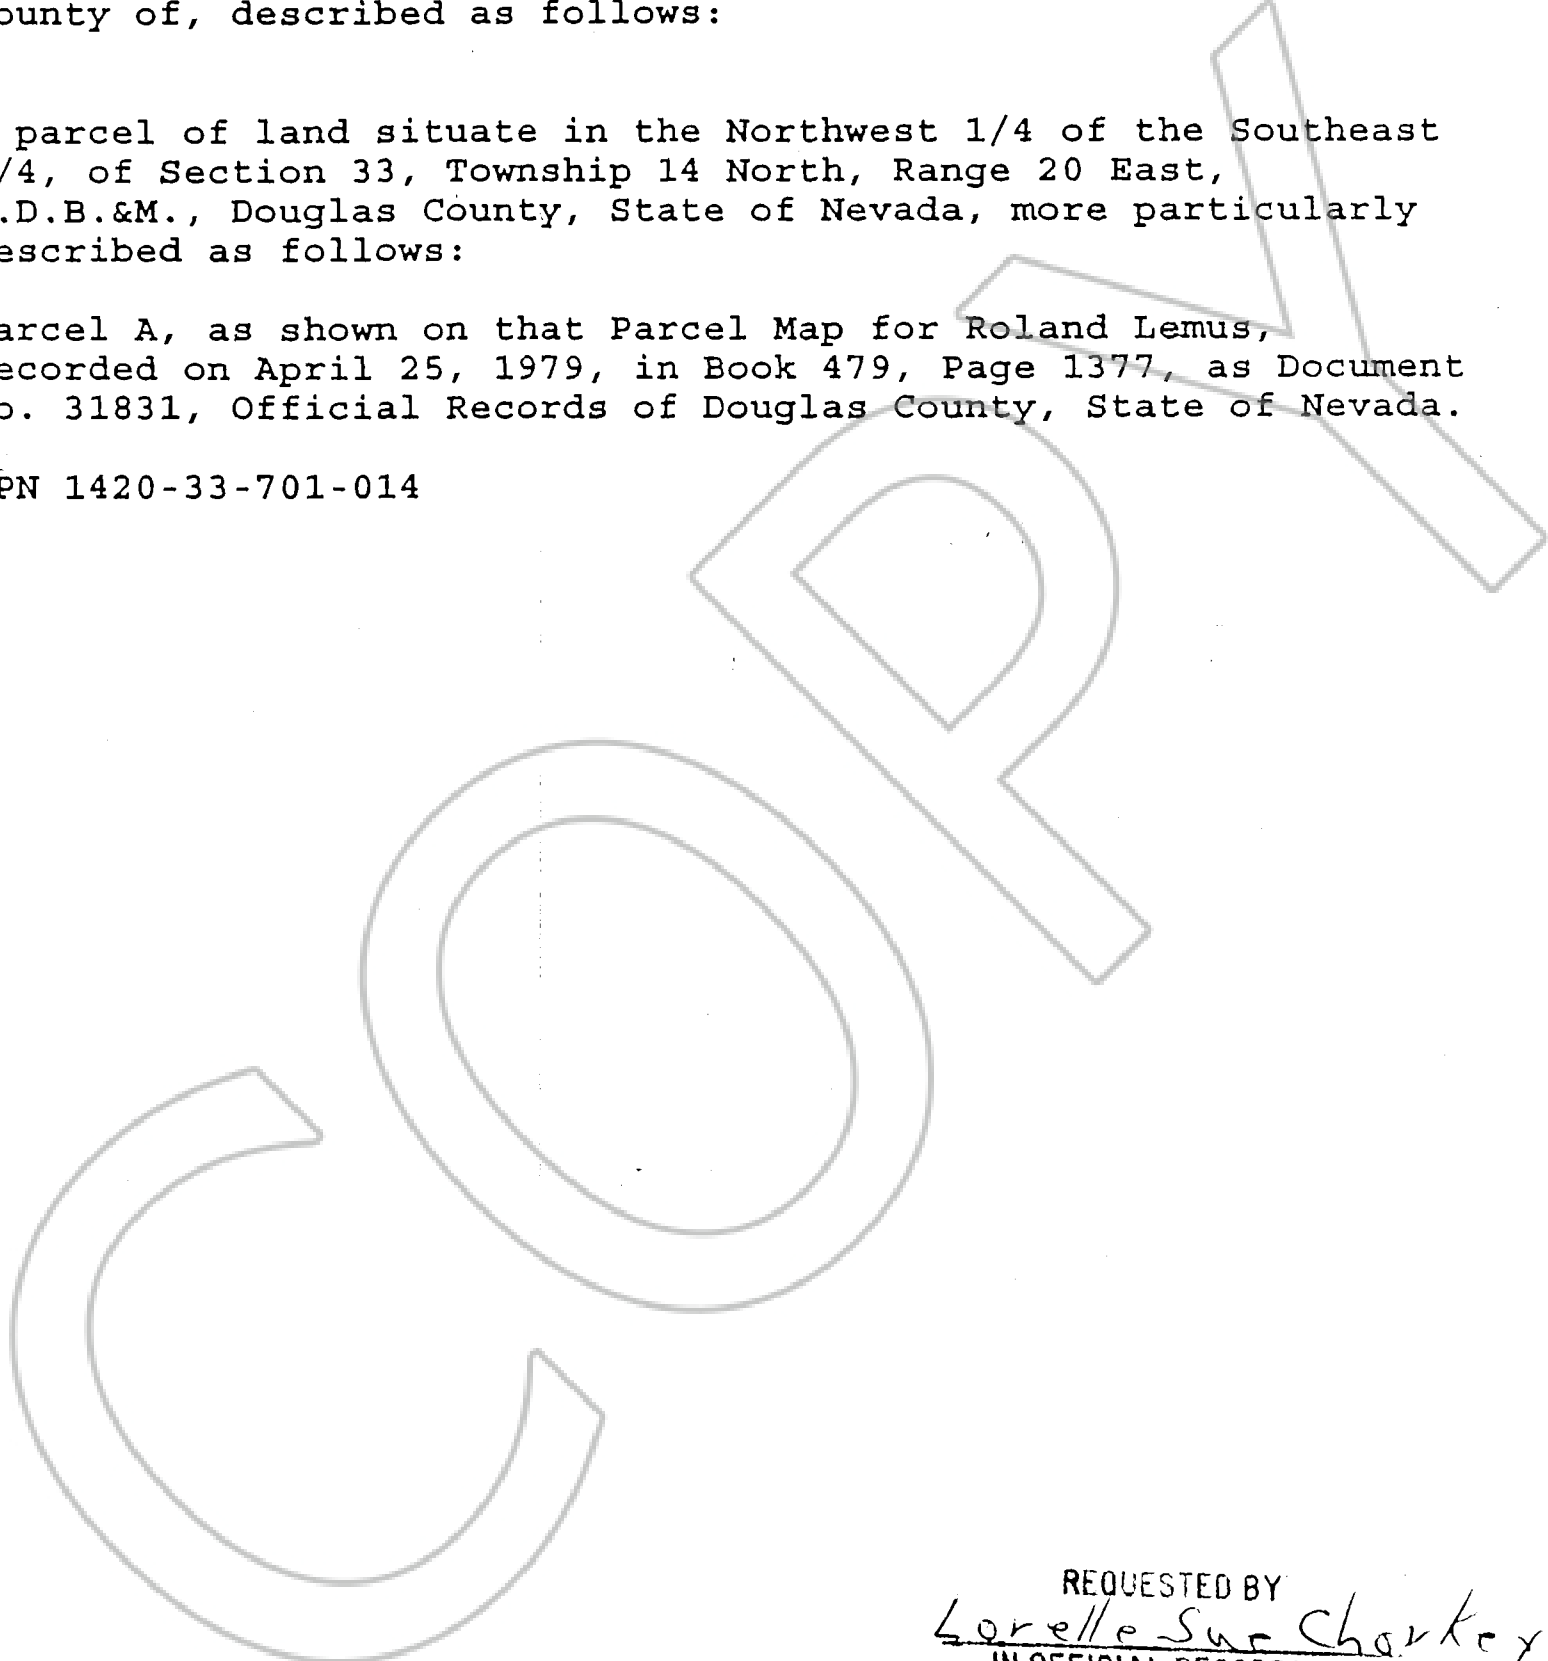 ounty of, described as follows:
parcel of land situate in the Northwest 1/4 of the Southeast
/4, of Section 33, Township 14 North, Range 20 East,
.D.B.&M., Douglas County, State of Nevada, more particularly
escribed as follows:
arcel A, as shown on that Parcel Map for Roland Lemus,
ecorded on April 25, 1979, in Book 479, Page 1377, as Document
o. 31831, Official Records of Douglas County, State of Nevada.
PN 1420-33-701-014
COPY
REQUESTED BY
Lorelle Sue Charkey
IN OFFICIAL